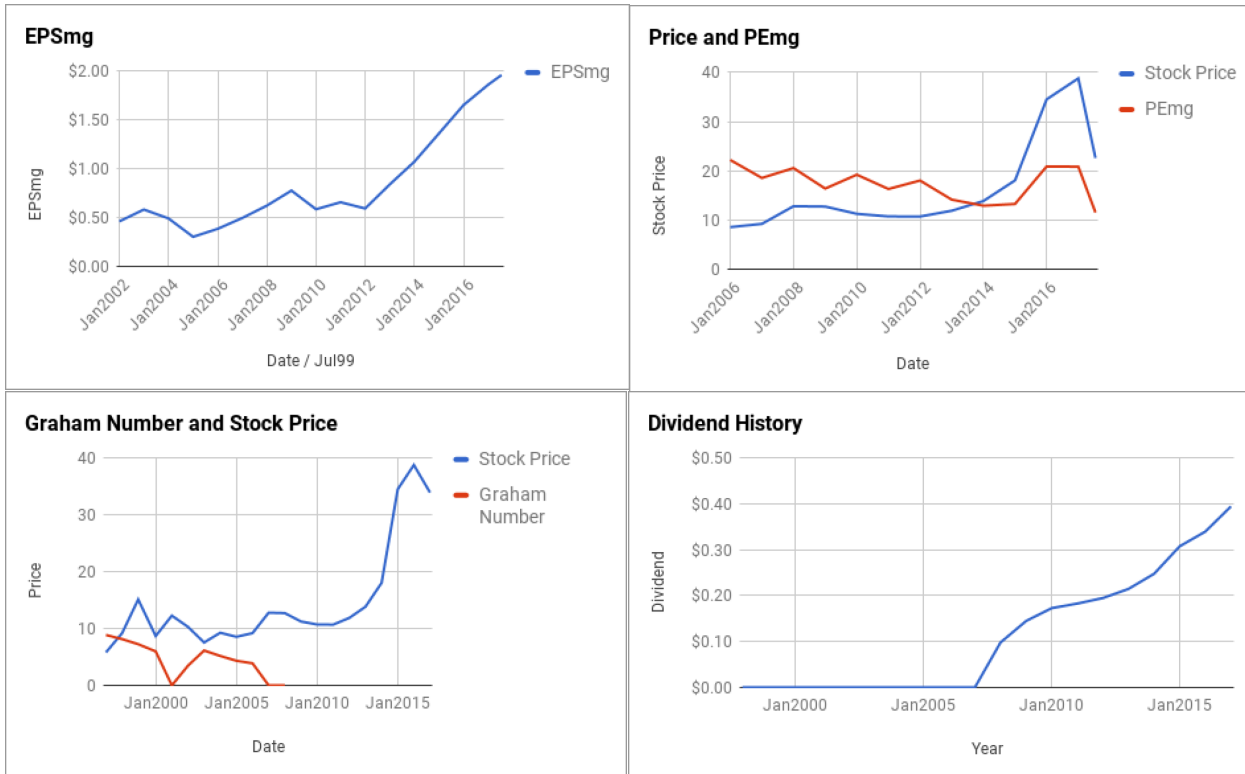 EPSmg
EPSmg
EPSmg
$2.00
$1.50
$1.00
$0.50
$0.00
Jan2002
Jan2004
Jan2006
Jan2008
Jan2010
Jan2012
Jan2014
Jan2016
Date / Jul99
Price and PEmg
Stock Price
PEmg
Stock Price
40
30
20
10
0
Jan2006
Jan2008
Jan2010
Jan2012
Jan2014
Jan2016
Date
Graham Number and Stock Price
Stock Price
Graham
Number
Price
40
30
20
10
0
Jan2000
Jan2005
Jan2010
Jan2015
Date
Dividend History
Dividend
$0.50
$0.40
$0.30
$0.20
$0.10
$0.00
Jan2000
Jan2005
Jan2010
Jan2015
Year